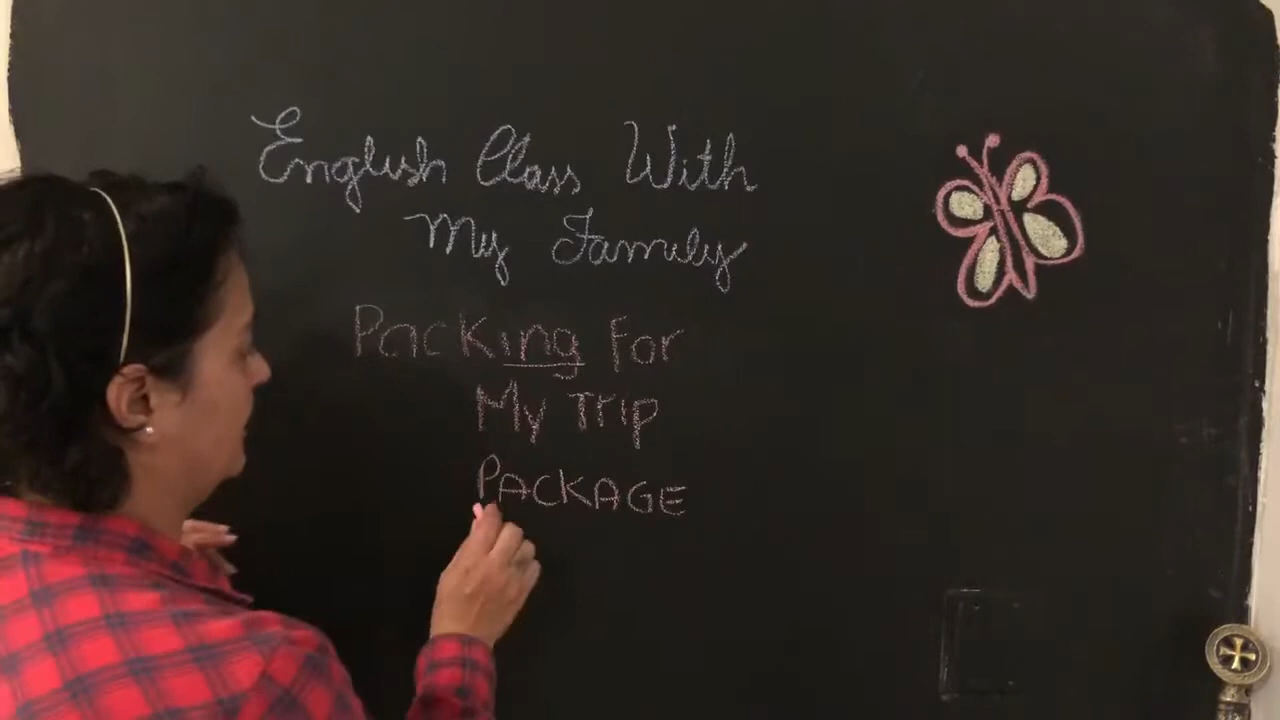 English Class With
My Family
Packing For
My Trip
PACKAGE